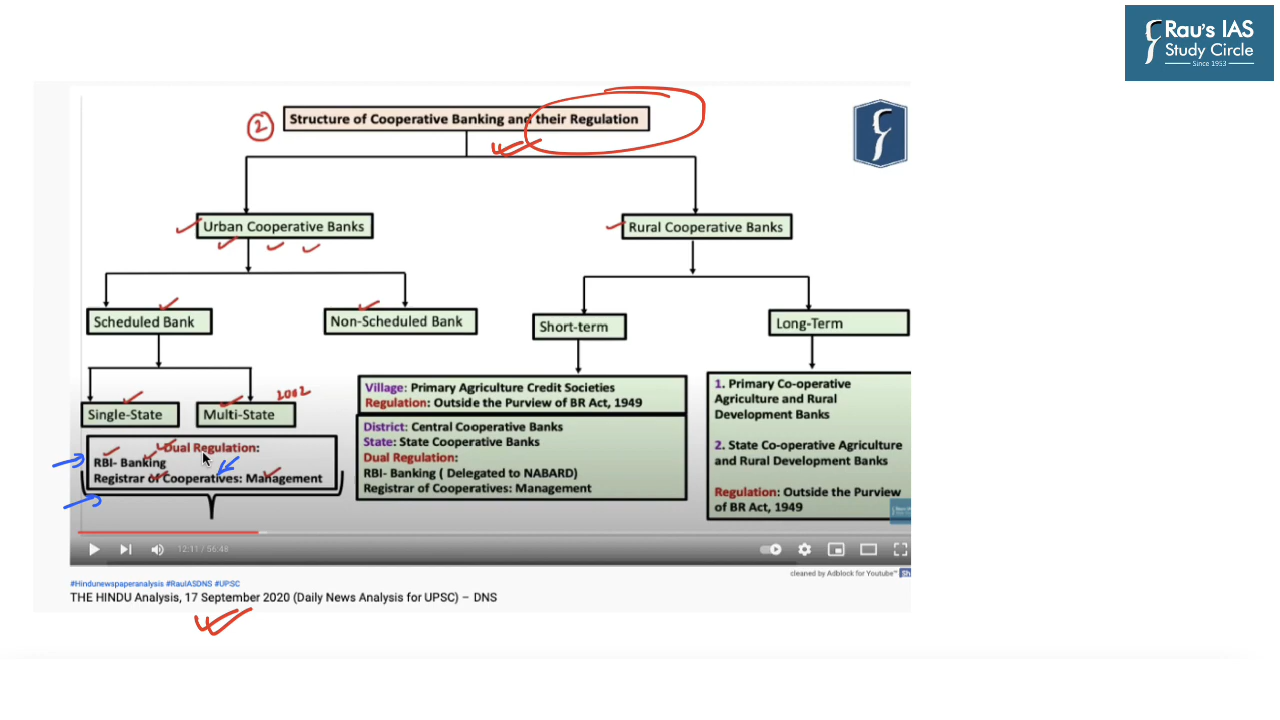 Rau's IAS
Study Circle
Since 1953
2
Structure of Cooperative Banking and their Regulation
Urban Cooperative Banks
Rural Cooperative Banks
Scheduled Bank
Non-Scheduled Bank
Short-term
Long-Term
Single-State
Multi-State
2002
Dual Regulation:
RBI- Banking
Registrar of Cooperatives: Management
Village: Primary Agriculture Credit Societies
Regulation: Outside the Purview of BR Act, 1949
District: Central Cooperative Banks
State: State Cooperative Banks
Dual Regulation:
RBI- Banking ( Delegated to NABARD)
Registrar of Cooperatives: Management
1. Primary Co-operative
Agriculture and Rural
Development Banks
2. State Co-operative Agriculture
and Rural Development Banks
Regulation: Outside the Purview
of BR Act, 1949
12:11 / 56:48
cleaned by Adblock for Youtube™
#Hindunewspaperanalysis #RauIASDNS #UPSC
THE HINDU Analysis, 17 September 2020 (Daily News Analysis for UPSC) – DNS